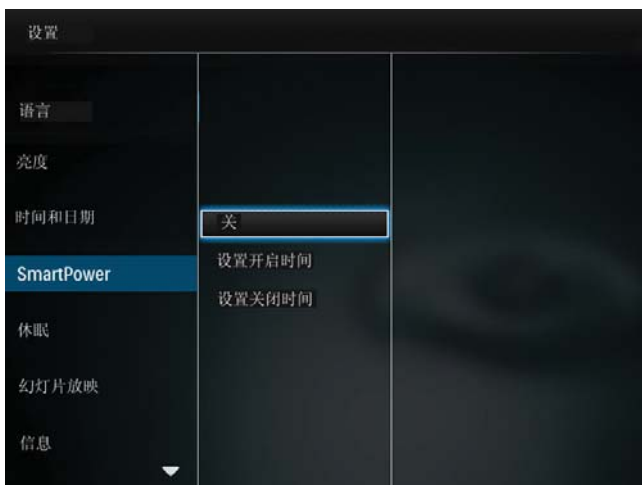 设置
语言
亮度
时间和日期
SmartPower
休眠
幻灯片放映
信息
关
设置开启时间
设置关闭时间